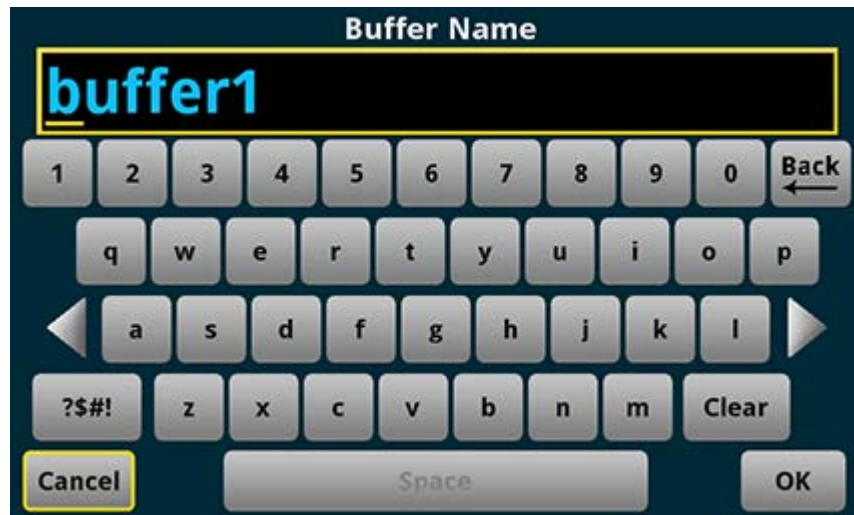 Buffer Name
buffer1
1 2 3 4 5 6 7 8 9 0 Back
q w e r t y u i o p
a s d f g h j k l
?$#! z x c v b n m Clear
Cancel Space OK